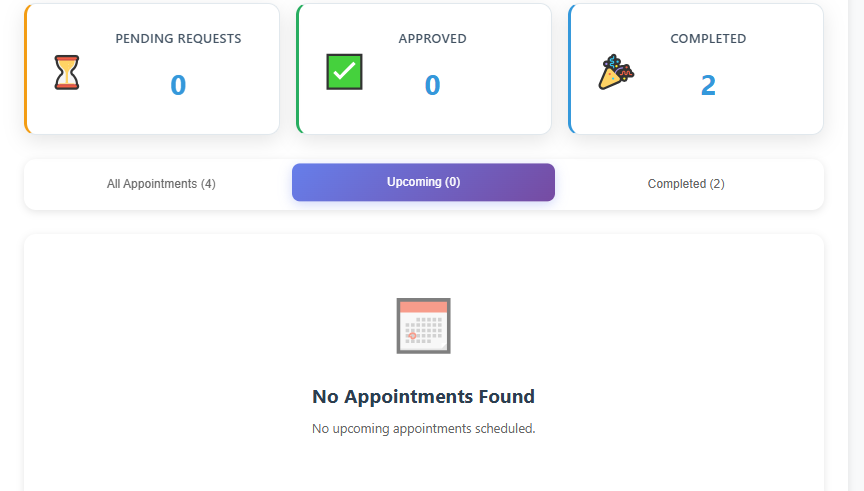 PENDING REQUESTS
0
APPROVED
0
COMPLETED
2
All Appointments (4)
Upcoming (0)
Completed (2)
No Appointments Found
No upcoming appointments scheduled.